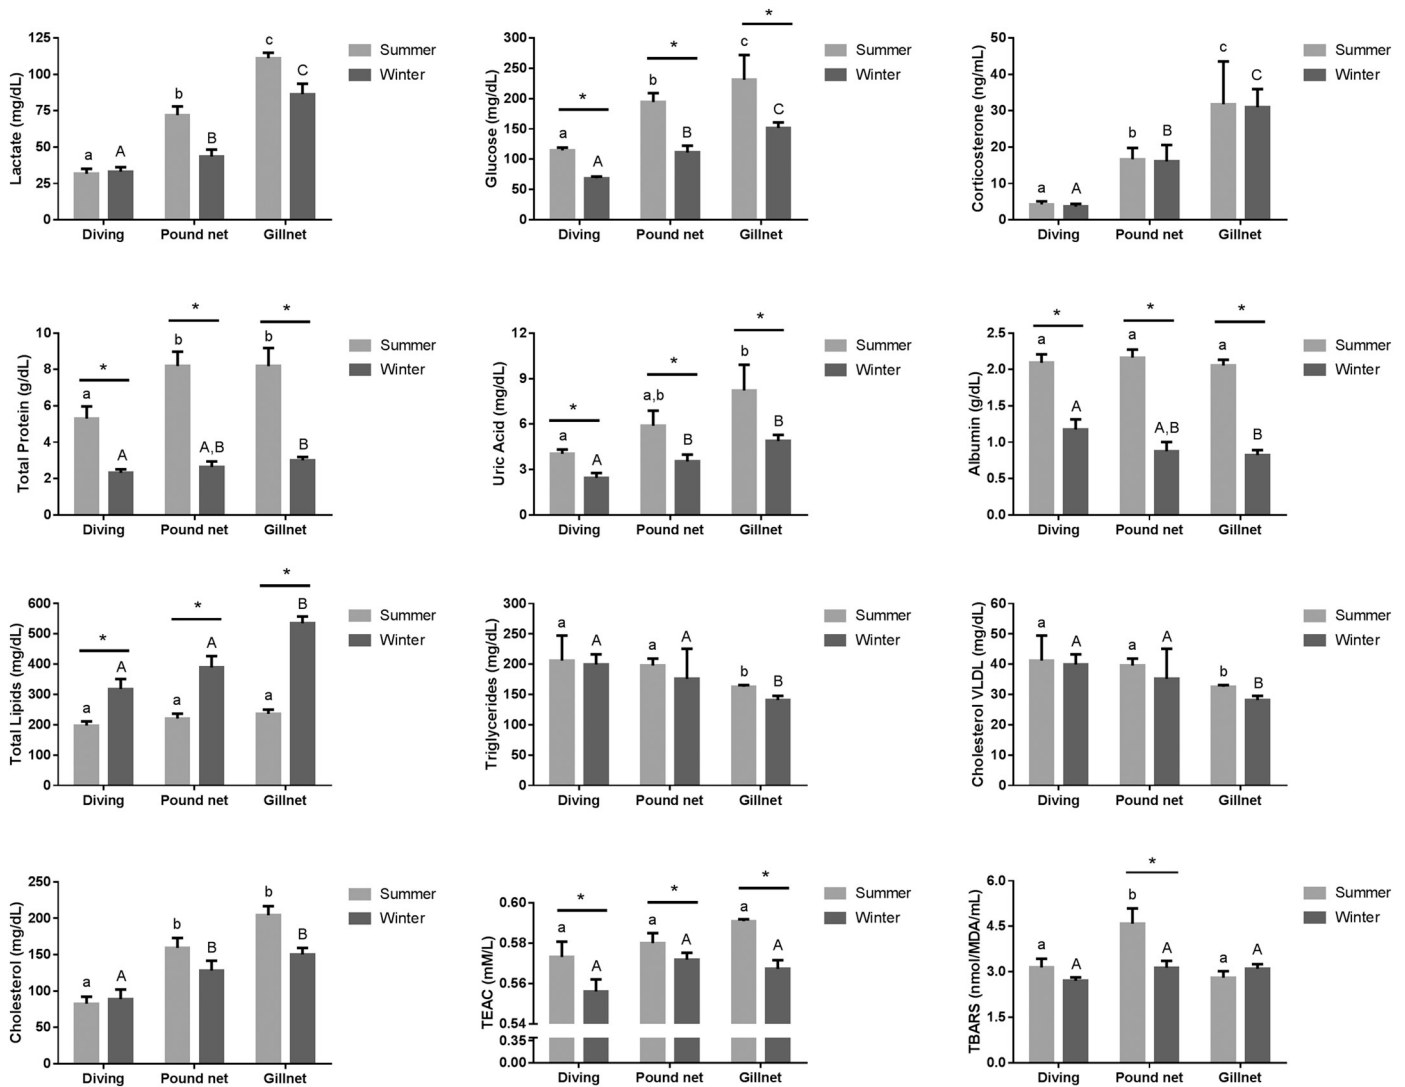 Lactate (mg/dL)
125
100
75
50
25
0
a A
b B
c C
Diving Pound net Gillnet
Summer
Winter
Glucose (mg/dL)
300
250
200
150
100
50
0
* * *
a A
b B
c C
Diving Pound net Gillnet
Summer
Winter
Corticosterone (ng/mL)
50
40
30
20
10
0
a A
b B
c C
Diving Pound net Gillnet
Summer
Winter
Total Protein (g/dL)
10
8
6
4
2
0
* * *
a A
b A,B
b B
Diving Pound net Gillnet
Summer
Winter
Uric Acid (mg/dL)
12
9
6
3
0
* * *
a A
a,b B
b B
Diving Pound net Gillnet
Summer
Winter
Albumin (g/dL)
2.5
2.0
1.5
1.0
0.5
0.0
* * *
a A
a A,B
a B
Diving Pound net Gillnet
Summer
Winter
Total Lipids (mg/dL)
600
500
400
300
200
100
0
* * *
a A
a A
a B
Diving Pound net Gillnet
Summer
Winter
Triglycerides (mg/dL)
300
250
200
150
100
50
0
a A
a A
b B
Diving Pound net Gillnet
Summer
Winter
Cholesterol VLDL (mg/dL)
60
50
40
30
20
10
0
a A
a A
b B
Diving Pound net Gillnet
Summer
Winter
Cholesterol (mg/dL)
250
200
150
100
50
0
a A
b B
b B
Diving Pound net Gillnet
Summer
Winter
TEAC (mM/L)
0.60
0.58
0.56
0.54
0.35
0.00
* * *
a A
a A
a A
Diving Pound net Gillnet
Summer
Winter
TBARS (nmol/MDA/mL)
6.0
4.5
3.0
1.5
0.0
*
a A
b A
a A
Diving Pound net Gillnet
Summer
Winter